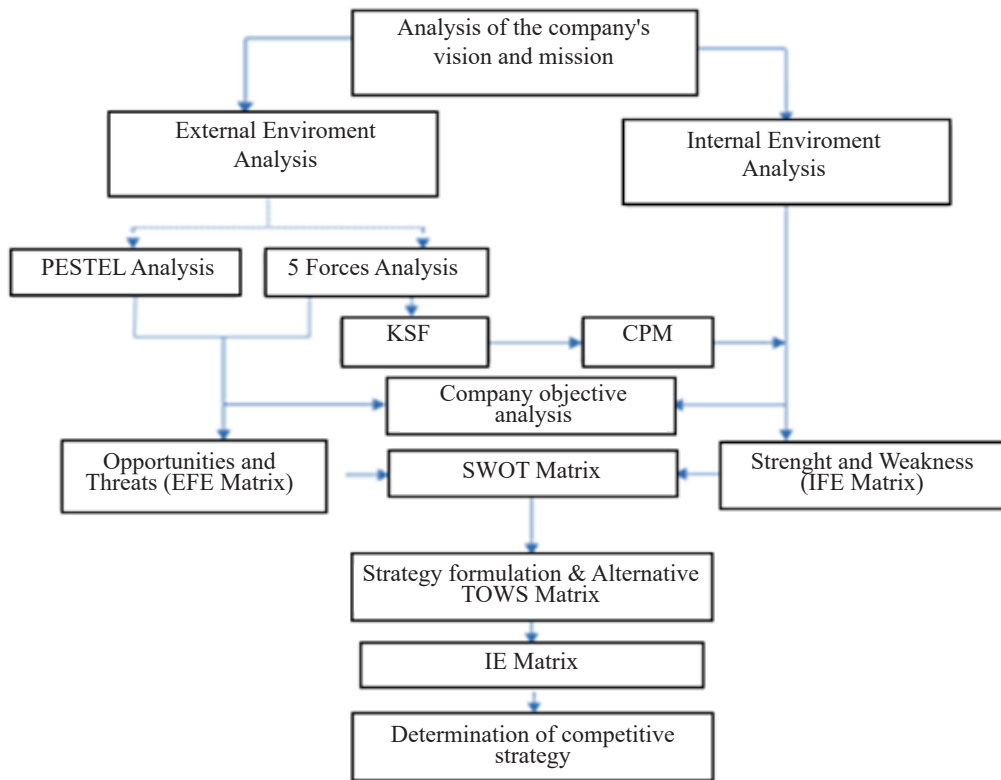 Analysis of the company's
vision and mission
External Enviroment
Analysis
Internal Enviroment
Analysis
PESTEL Analysis
5 Forces Analysis
KSF
CPM
Company objective
analysis
Opportunities and
Threats (EFE Matrix)
SWOT Matrix
Strenght and Weakness
(IFE Matrix)
Strategy formulation & Alternative
TOWS Matrix
IE Matrix
Determination of competitive
strategy